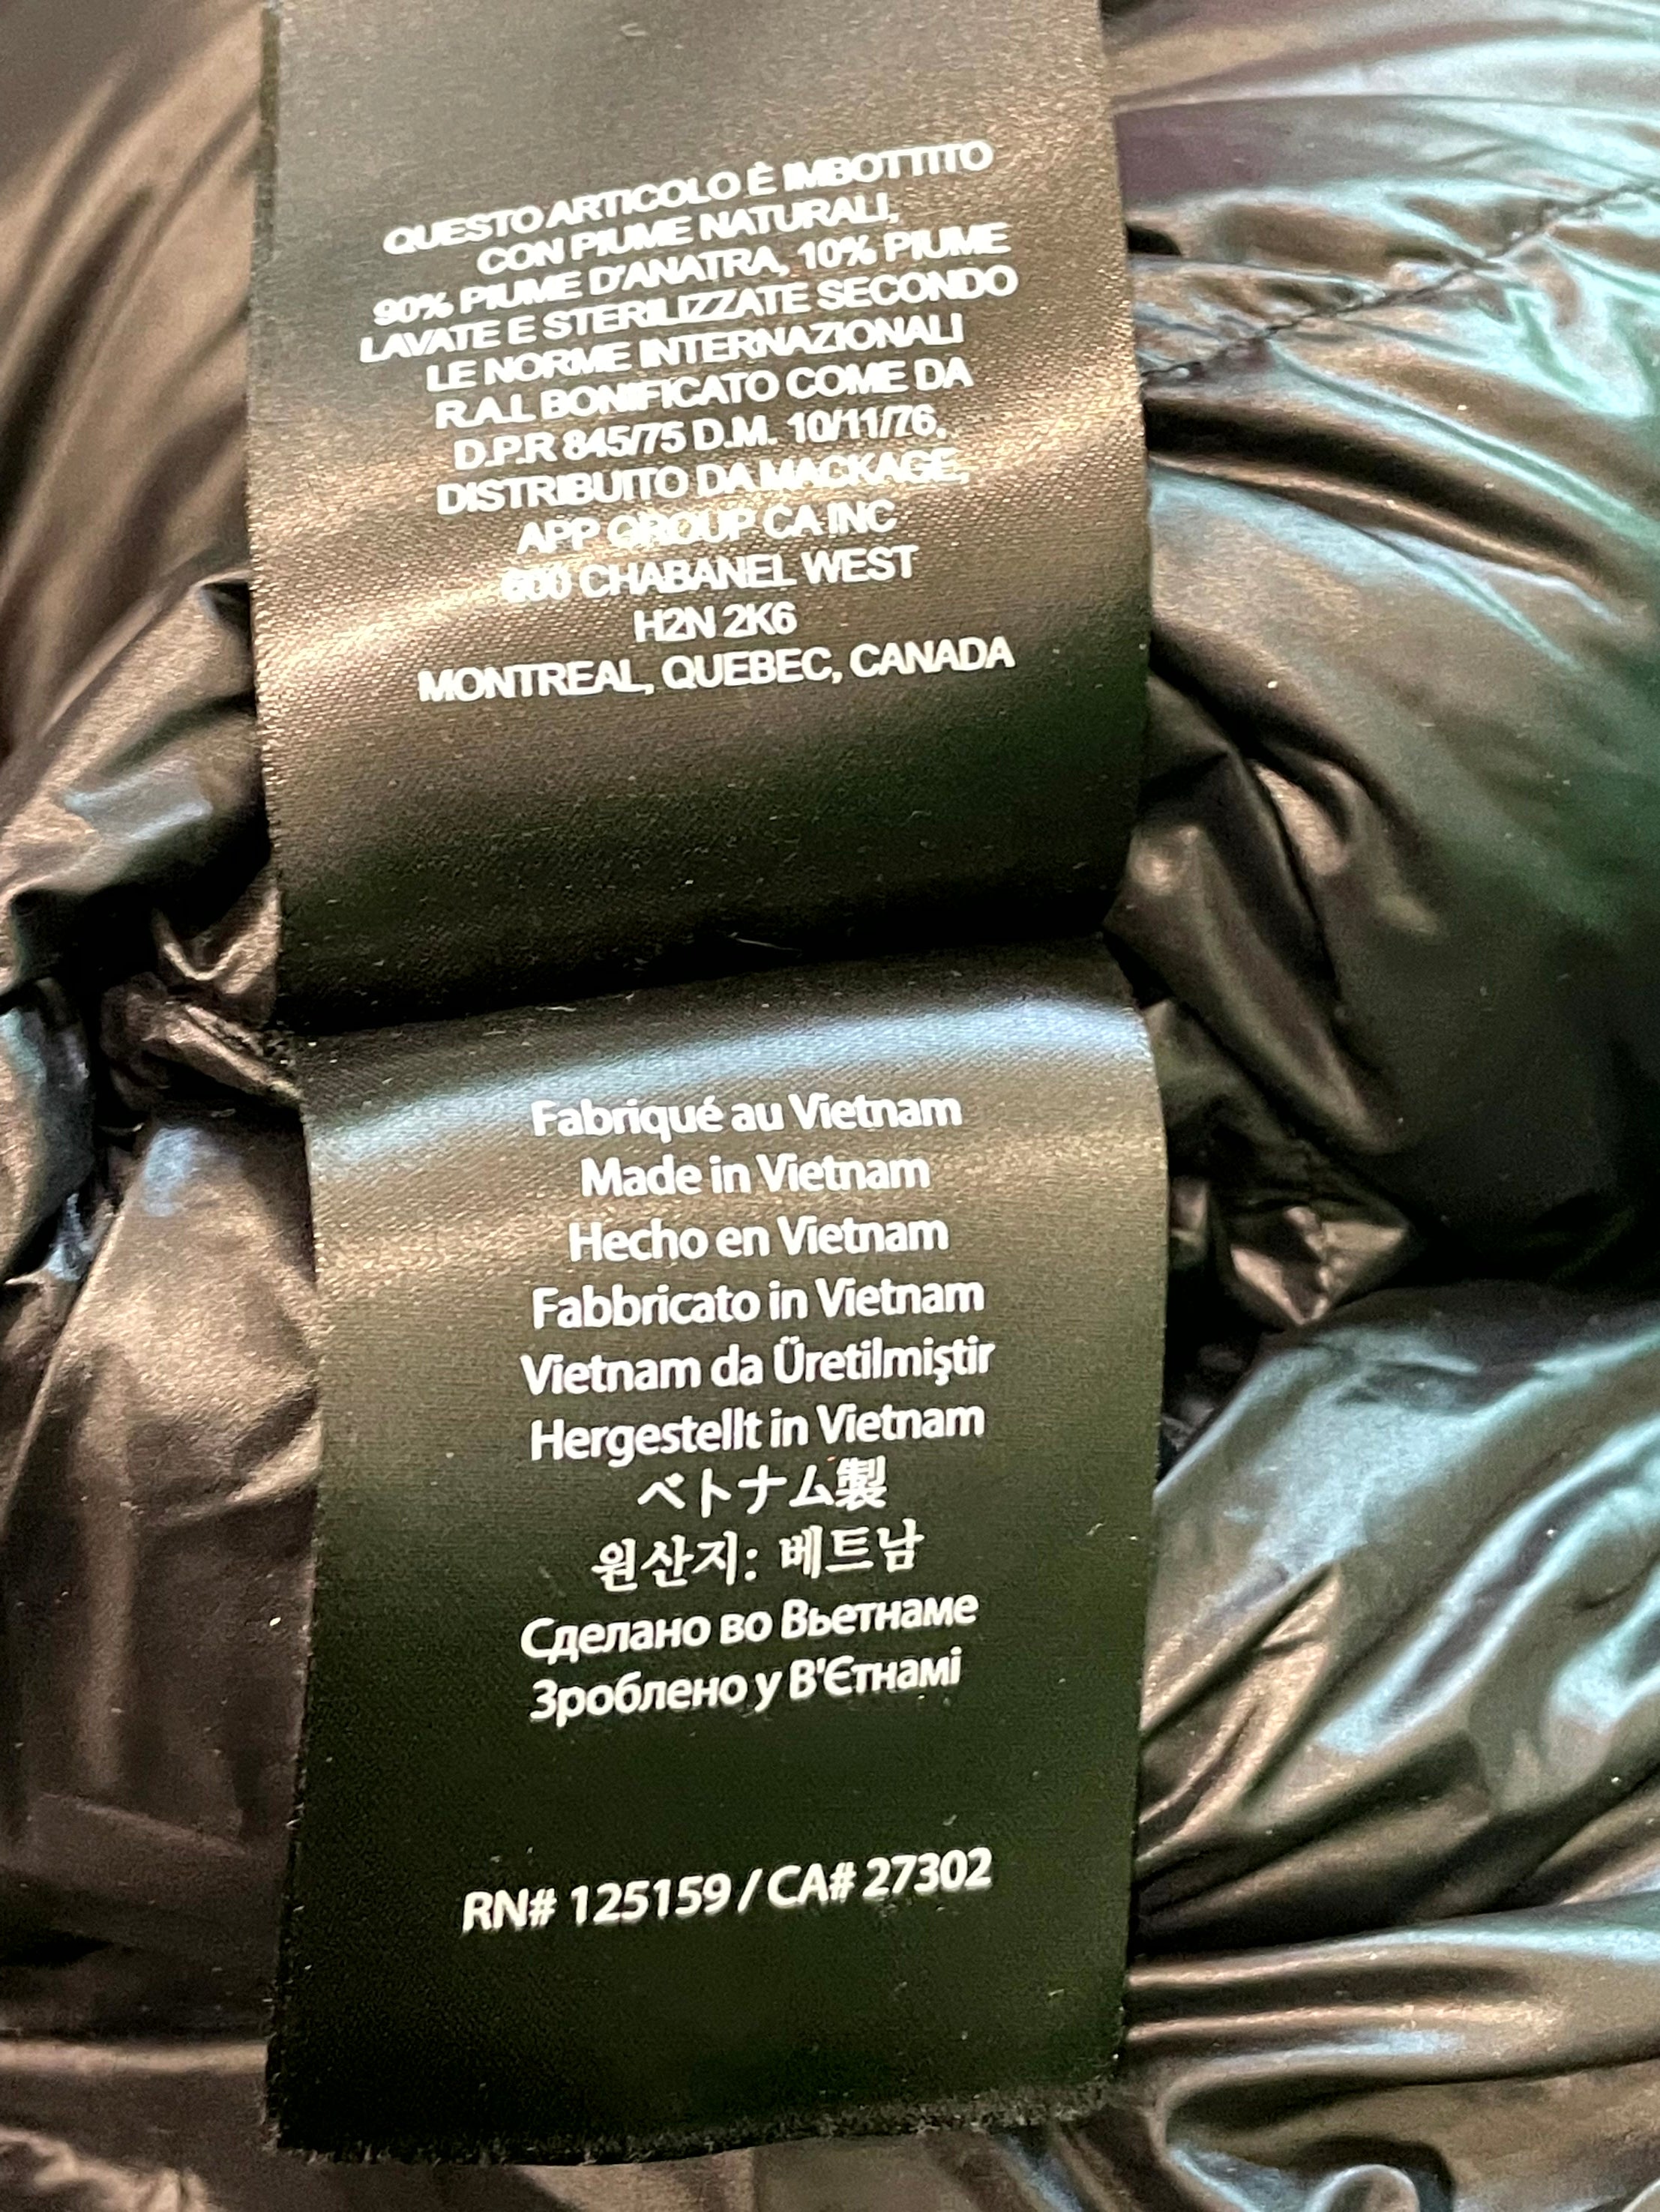 QUESTO ARTICOLO È IMBOTTITO
CON PIUME NATURALI,
90% PIUME D'ANATRA, 10% PIUME
LAVATE E STERILIZZATE SECONDO
LE NORME INTERNAZIONALI
R.A.L BONIFICATO COME DA
D.P.R 845/75 D.M. 10/11/76.
DISTRIBUITO DA MACKAGE,
APP GROUP CA INC
600 CHABANEL WEST
H2N 2K6
MONTREAL, QUEBEC, CANADA
Fabriqué au Vietnam
Made in Vietnam
Hecho en Vietnam
Fabbricato in Vietnam
Vietnam da Üretilmiştir
Hergestellt in Vietnam
ベトナム製
원산지: 베트남
Сделано во Вьетнаме
Зроблено у В'Єтнамі
RN# 125159 / CA# 27302